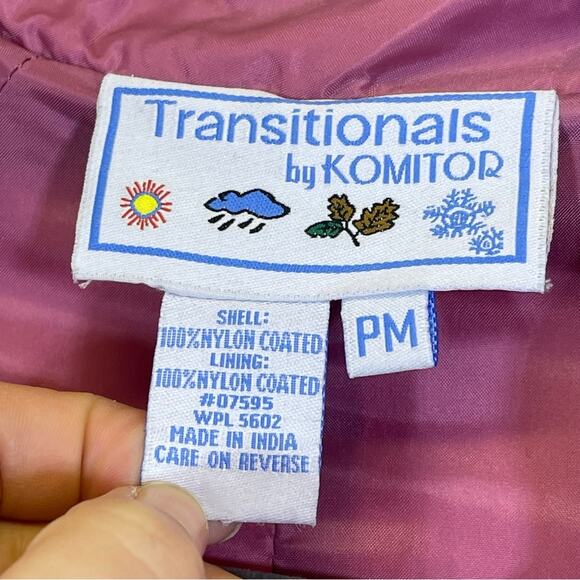 Transitionals
by KOMITOR
PM
SHELL:
100%NYLON COATED
LINING:
100%NYLON COATED
#07595
WPL 5602
MADE IN INDIA
CARE ON REVERSE